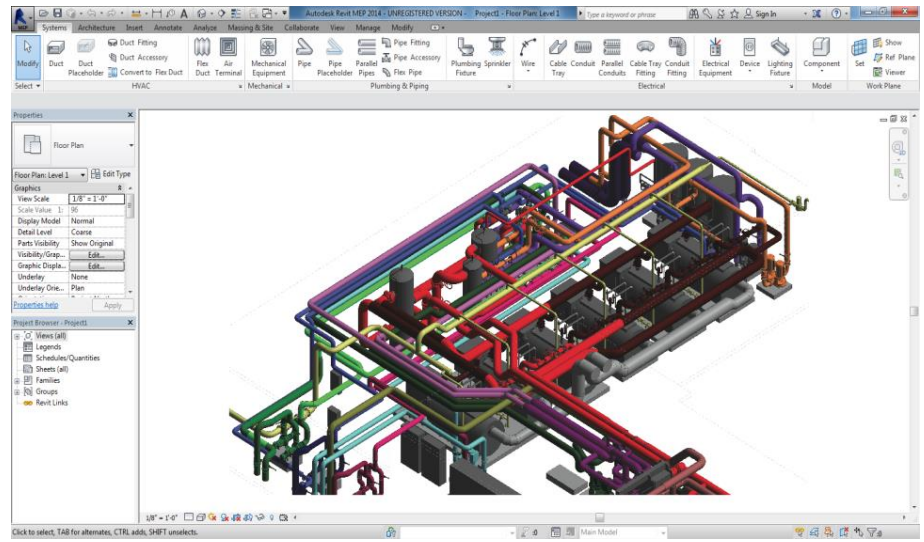 Autodesk Revit MEP 2014 - UNREGISTERED VERSION - Project1 - Floor Plan: Level 1
Type a keyword or phrase
Sign In
MEP
Systems Architecture Insert Annotate Analyze Massing & Site Collaborate View Manage Modify
Modify
Duct
Duct Placeholder
Duct Fitting
Duct Accessory
Convert to Flex Duct
Flex Duct
Air Terminal
Mechanical Equipment
Pipe
Pipe Placeholder
Parallel Pipes
Pipe Fitting
Pipe Accessory
Flex Pipe
Plumbing Fixture
Sprinkler
Wire
Cable Tray
Conduit
Parallel Conduits
Cable Tray Fitting
Conduit Fitting
Electrical Equipment
Device
Lighting Fixture
Component
Set
Show
Ref Plane
Viewer
Select HVAC Mechanical Plumbing & Piping Electrical Model Work Plane
Properties
Floor Plan
Floor Plan: Level 1 Edit Type
Graphics
View Scale 1/8" = 1'-0"
Scale Value 1: 96
Display Model Normal
Detail Level Coarse
Parts Visibility Show Original
Visibility/Grap... Edit...
Graphic Displa... Edit...
Underlay None
Underlay Orie... Plan
Properties help Apply
Project Browser - Project1
Views (all)
Legends
Schedules/Quantities
Sheets (all)
Families
Groups
Revit Links
1/8" = 1'-0"
Click to select, TAB for alternates, CTRL adds, SHIFT unselects.
:0
Main Model
:0